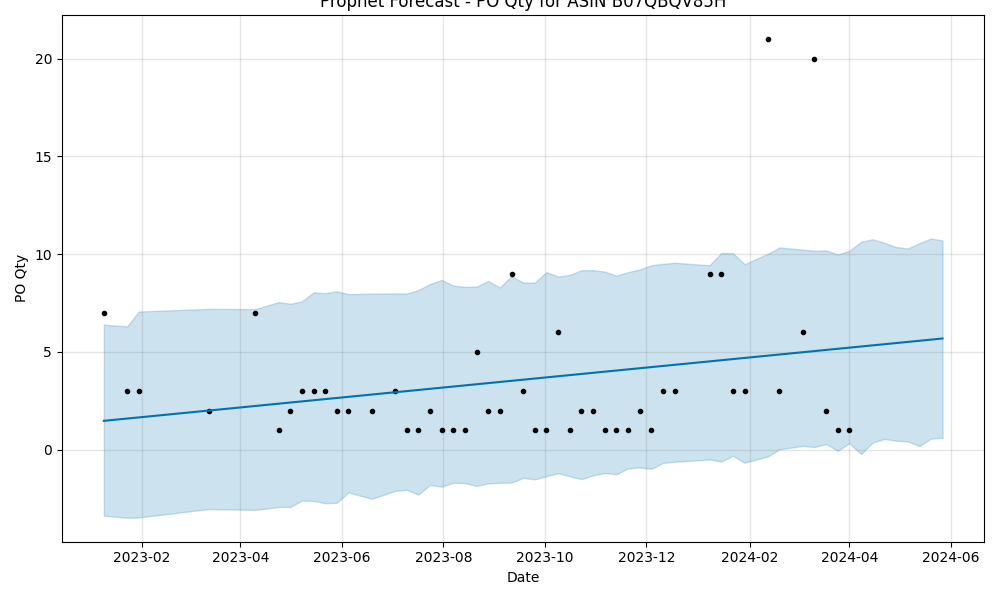 Prophet Forecast - PO Qty for ASIN B07QBQV85H
20
15
10
5
0
PO Qty
2023-02 2023-04 2023-06 2023-08 2023-10 2023-12 2024-02 2024-04 2024-06
Date